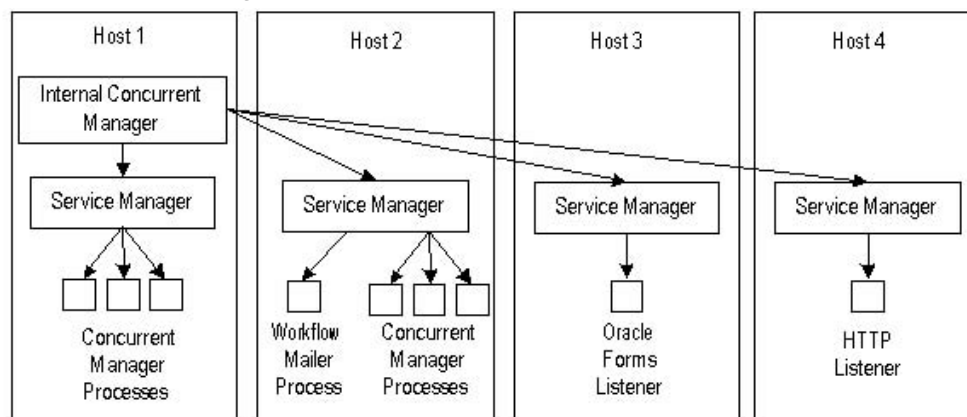 Host 1
Internal Concurrent
Manager
Service Manager
Concurrent
Manager
Processes
Host 2
Service Manager
Workflow
Mailer
Process
Concurrent
Manager
Processes
Host 3
Service Manager
Oracle
Forms
Listener
Host 4
Service Manager
HTTP
Listener